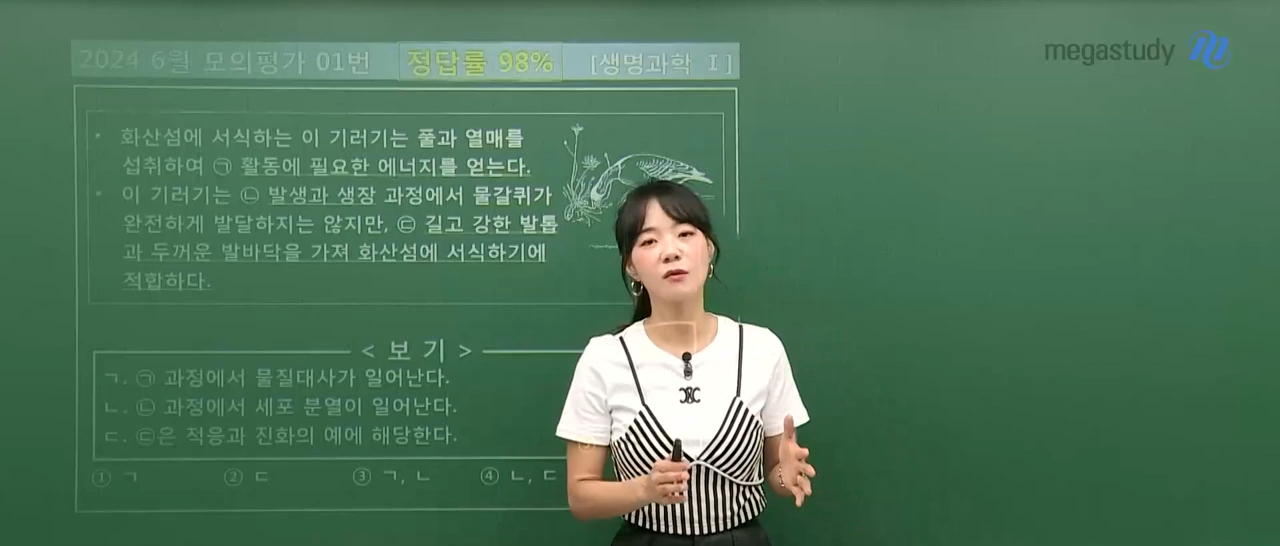 2024 6월 모의평가 01번 정답률 98% [생명과학 Ⅰ]
megastudy
• 화산섬에 서식하는 이 기러기는 풀과 열매를
섭취하여 ㉠ 활동에 필요한 에너지를 얻는다.
• 이 기러기는 ㉡ 발생과 생장 과정에서 물갈퀴가
완전하게 발달하지는 않지만, ㉢ 길고 강한 발톱
과 두꺼운 발바닥을 가져 화산섬에 서식하기에
적합하다.
< 보 기 >
ㄱ. ㉠ 과정에서 물질대사가 일어난다.
ㄴ. ㉡ 과정에서 세포 분열이 일어난다.
ㄷ. ㉢은 적응과 진화의 예에 해당한다.
① ㄱ ② ㄷ ③ ㄱ, ㄴ ④ ㄴ, ㄷ